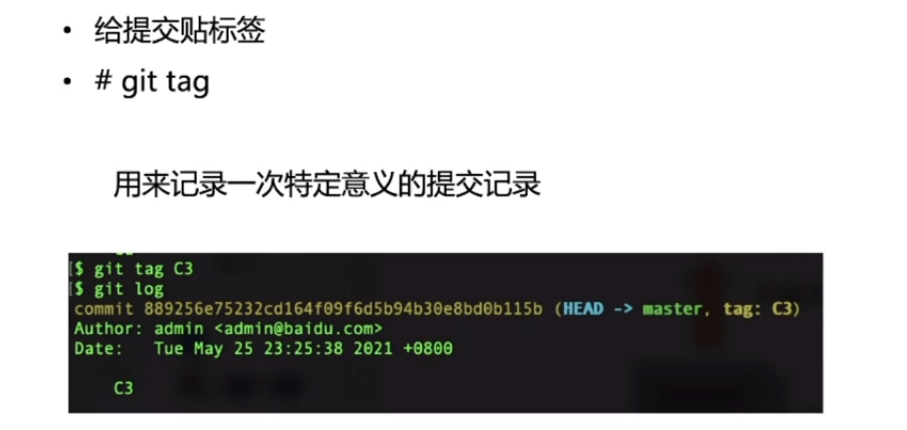 • 给提交贴标签
• # git tag
用来记录一次特定意义的提交记录
[$ git tag C3
[$ git log
commit 889256e75232cd164f09f6d5b94b30e8bd0b115b (HEAD -> master, tag: C3)
Author: admin <admin@baidu.com>
Date:   Tue May 25 23:25:38 2021 +0800
C3